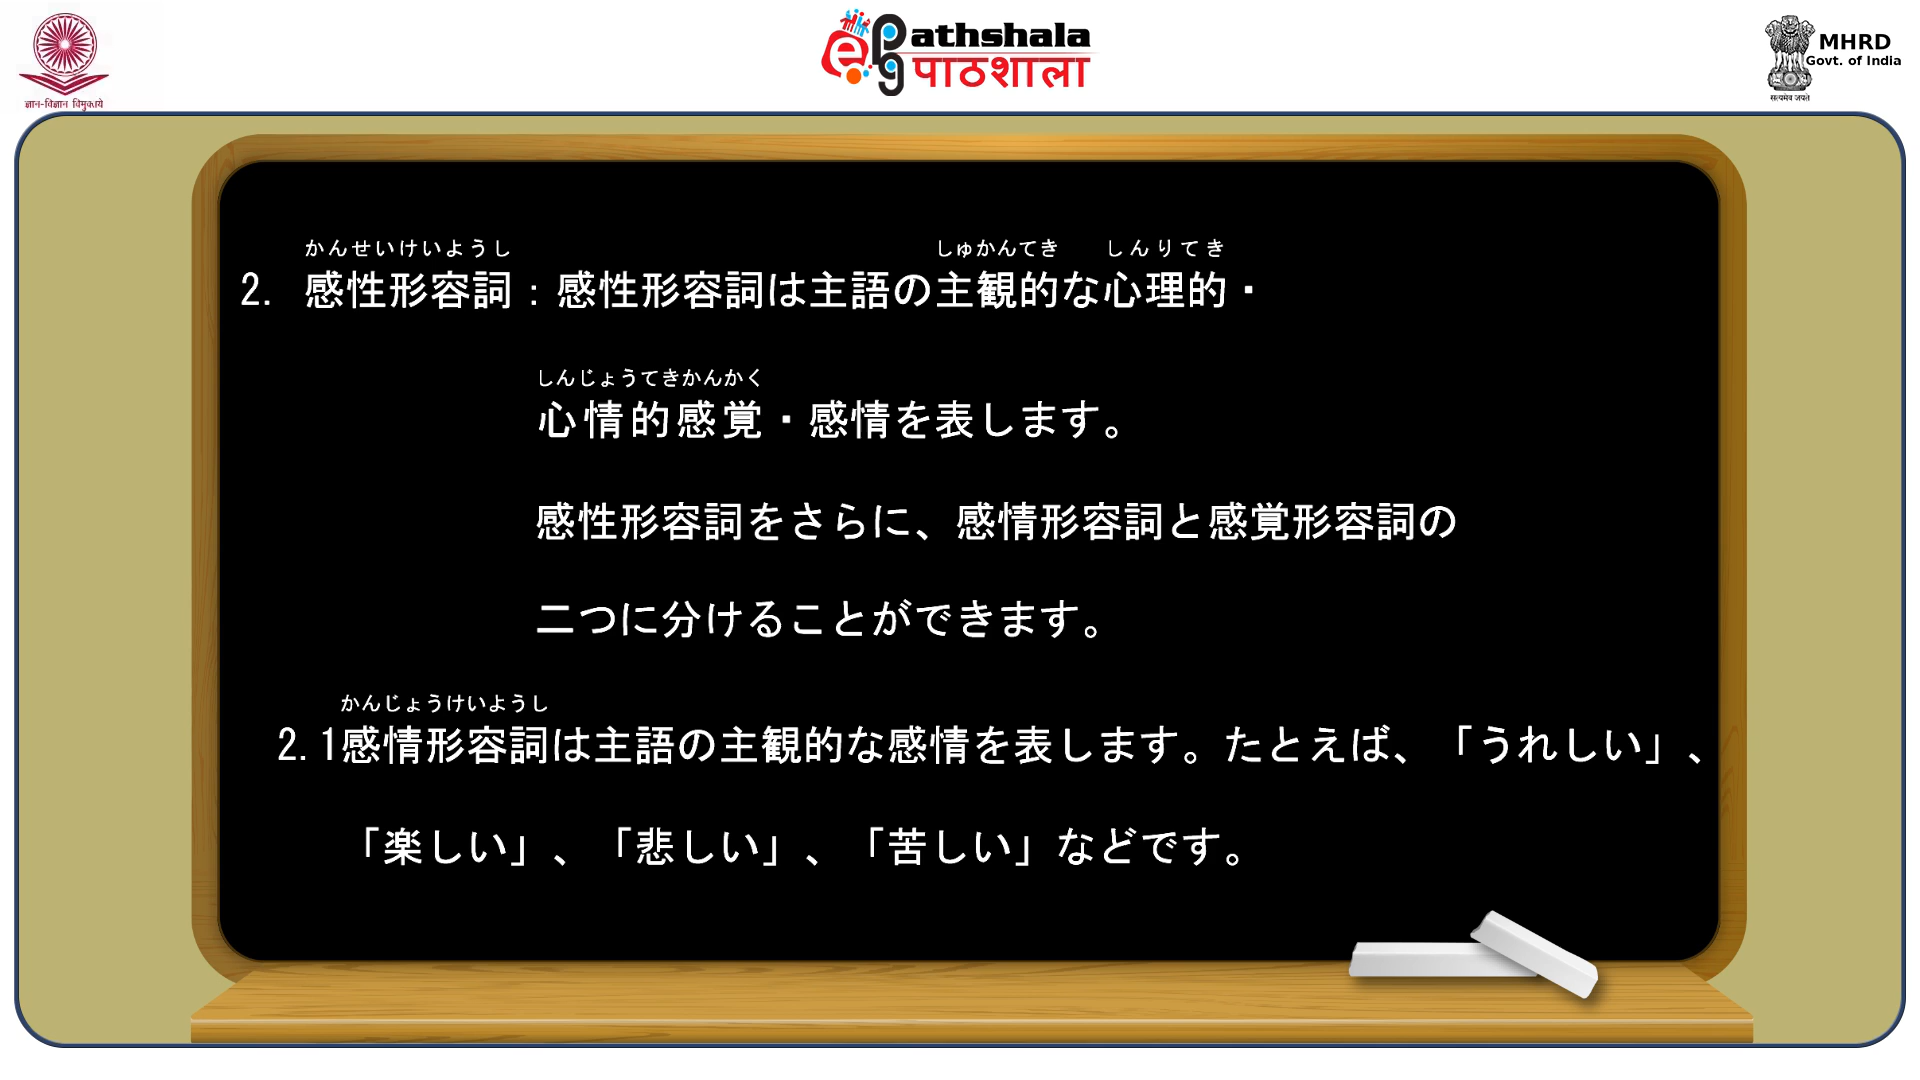 ज्ञान-विज्ञान विमुक्तये
ePathshala
पाठशाला
MHRD
Govt. of India
सत्यमेव जयते
かんせいけいようし しゅかんてき しんりてき
2. 感性形容詞：感性形容詞は主語の主観的な心理的・
しんじょうてきかんかく
心情的感覚・感情を表します。
感性形容詞をさらに、感情形容詞と感覚形容詞の
二つに分けることができます。
かんじょうけいようし
2.1感情形容詞は主語の主観的な感情を表します。たとえば、「うれしい」、
「楽しい」、「悲しい」、「苦しい」などです。